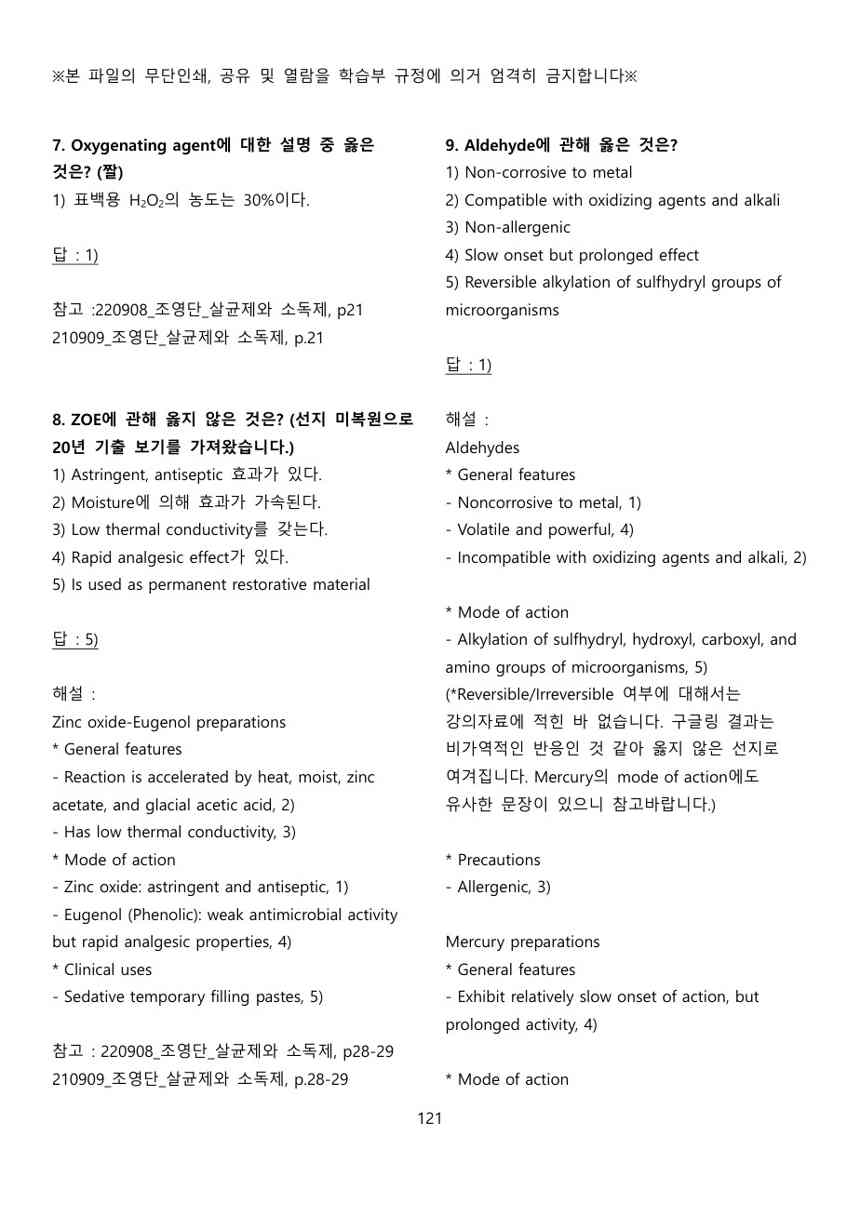 ※본 파일의 무단인쇄, 공유 및 열람을 학습부 규정에 의거 엄격히 금지합니다※
7. Oxygenating agent에 대한 설명 중 옳은
것은? (짤)
1) 표백용 H₂O₂의 농도는 30%이다.
답 : 1)
참고 :220908_조영단_살균제와 소독제, p21
210909_조영단_살균제와 소독제, p.21
8. ZOE에 관해 옳지 않은 것은? (선지 미복원으로
20년 기출 보기를 가져왔습니다.)
1) Astringent, antiseptic 효과가 있다.
2) Moisture에 의해 효과가 가속된다.
3) Low thermal conductivity를 갖는다.
4) Rapid analgesic effect가 있다.
5) Is used as permanent restorative material
답 : 5)
해설 :
Zinc oxide-Eugenol preparations
* General features
- Reaction is accelerated by heat, moist, zinc
acetate, and glacial acetic acid, 2)
- Has low thermal conductivity, 3)
* Mode of action
- Zinc oxide: astringent and antiseptic, 1)
- Eugenol (Phenolic): weak antimicrobial activity
but rapid analgesic properties, 4)
* Clinical uses
- Sedative temporary filling pastes, 5)
참고 : 220908_조영단_살균제와 소독제, p28-29
210909_조영단_살균제와 소독제, p.28-29
9. Aldehyde에 관해 옳은 것은?
1) Non-corrosive to metal
2) Compatible with oxidizing agents and alkali
3) Non-allergenic
4) Slow onset but prolonged effect
5) Reversible alkylation of sulfhydryl groups of
microorganisms
답 : 1)
해설 :
Aldehydes
* General features
- Noncorrosive to metal, 1)
- Volatile and powerful, 4)
- Incompatible with oxidizing agents and alkali, 2)
* Mode of action
- Alkylation of sulfhydryl, hydroxyl, carboxyl, and
amino groups of microorganisms, 5)
(*Reversible/Irreversible 여부에 대해서는
강의자료에 적힌 바 없습니다. 구글링 결과는
비가역적인 반응인 것 같아 옳지 않은 선지로
여겨집니다. Mercury의 mode of action에도
유사한 문장이 있으니 참고바랍니다.)
* Precautions
- Allergenic, 3)
Mercury preparations
* General features
- Exhibit relatively slow onset of action, but
prolonged activity, 4)
* Mode of action
121